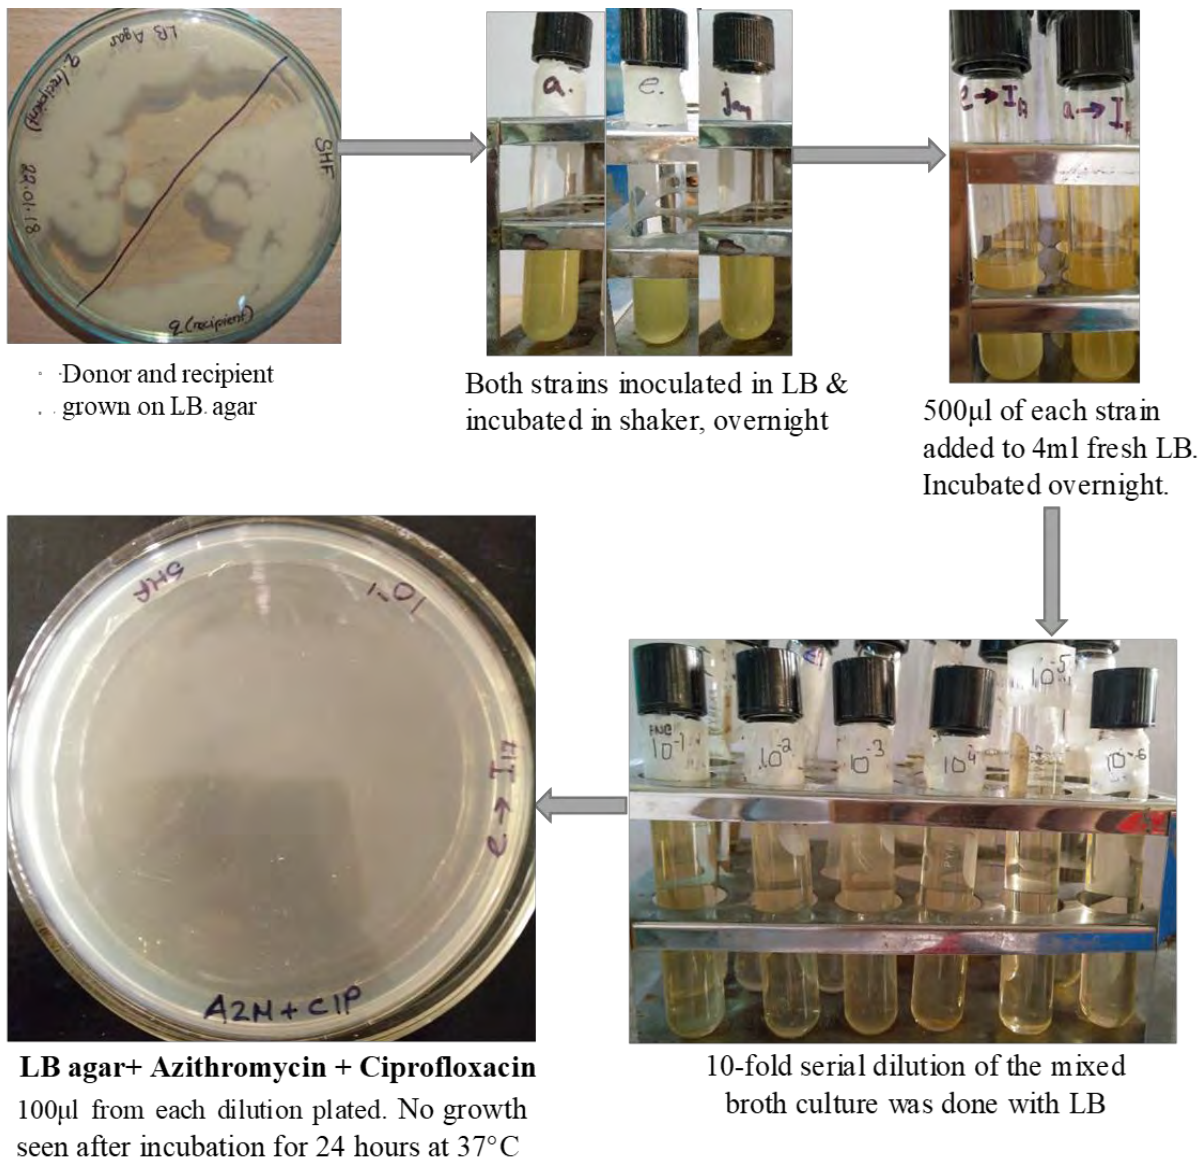 LB Agar
2 (recipient)
SHF
22.01.18
q (recipient)
a.
e.
jam
e → I
a → I
Donor and recipient
grown on LB agar
Both strains inoculated in LB &
incubated in shaker, overnight
500µl of each strain
added to 4ml fresh LB.
Incubated overnight.
SHF
10-1
e → I17
AZM + CIP
10-1
10-2
10-3
10-4
10-5
10-6
LB agar+ Azithromycin + Ciprofloxacin
100µl from each dilution plated. No growth
seen after incubation for 24 hours at 37°C
10-fold serial dilution of the mixed
broth culture was done with LB